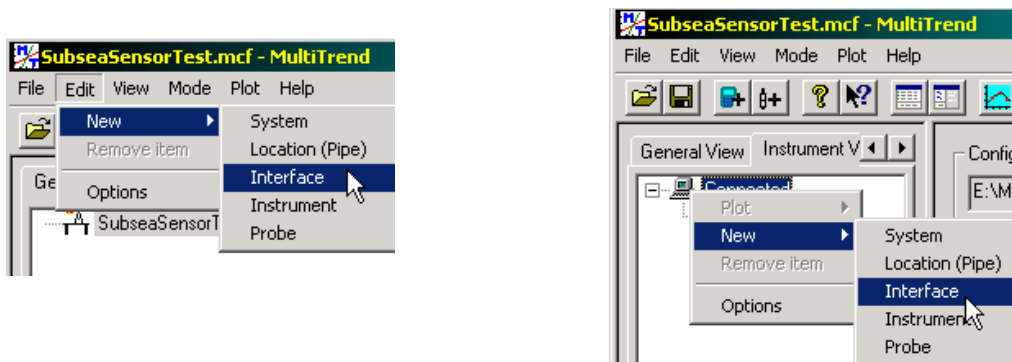 SubseaSensorTest.mcf - MultiTrend
File Edit View Mode Plot Help
New
Remove item
Options
System
Location (Pipe)
Interface
Instrument
Probe
Ge
SubseaSensorT
SubseaSensorTest.mcf - MultiTrend
File Edit View Mode Plot Help
General View Instrument V
Config
E:\M
Connected
Plot
New
Remove item
Options
System
Location (Pipe)
Interface
Instrument
Probe